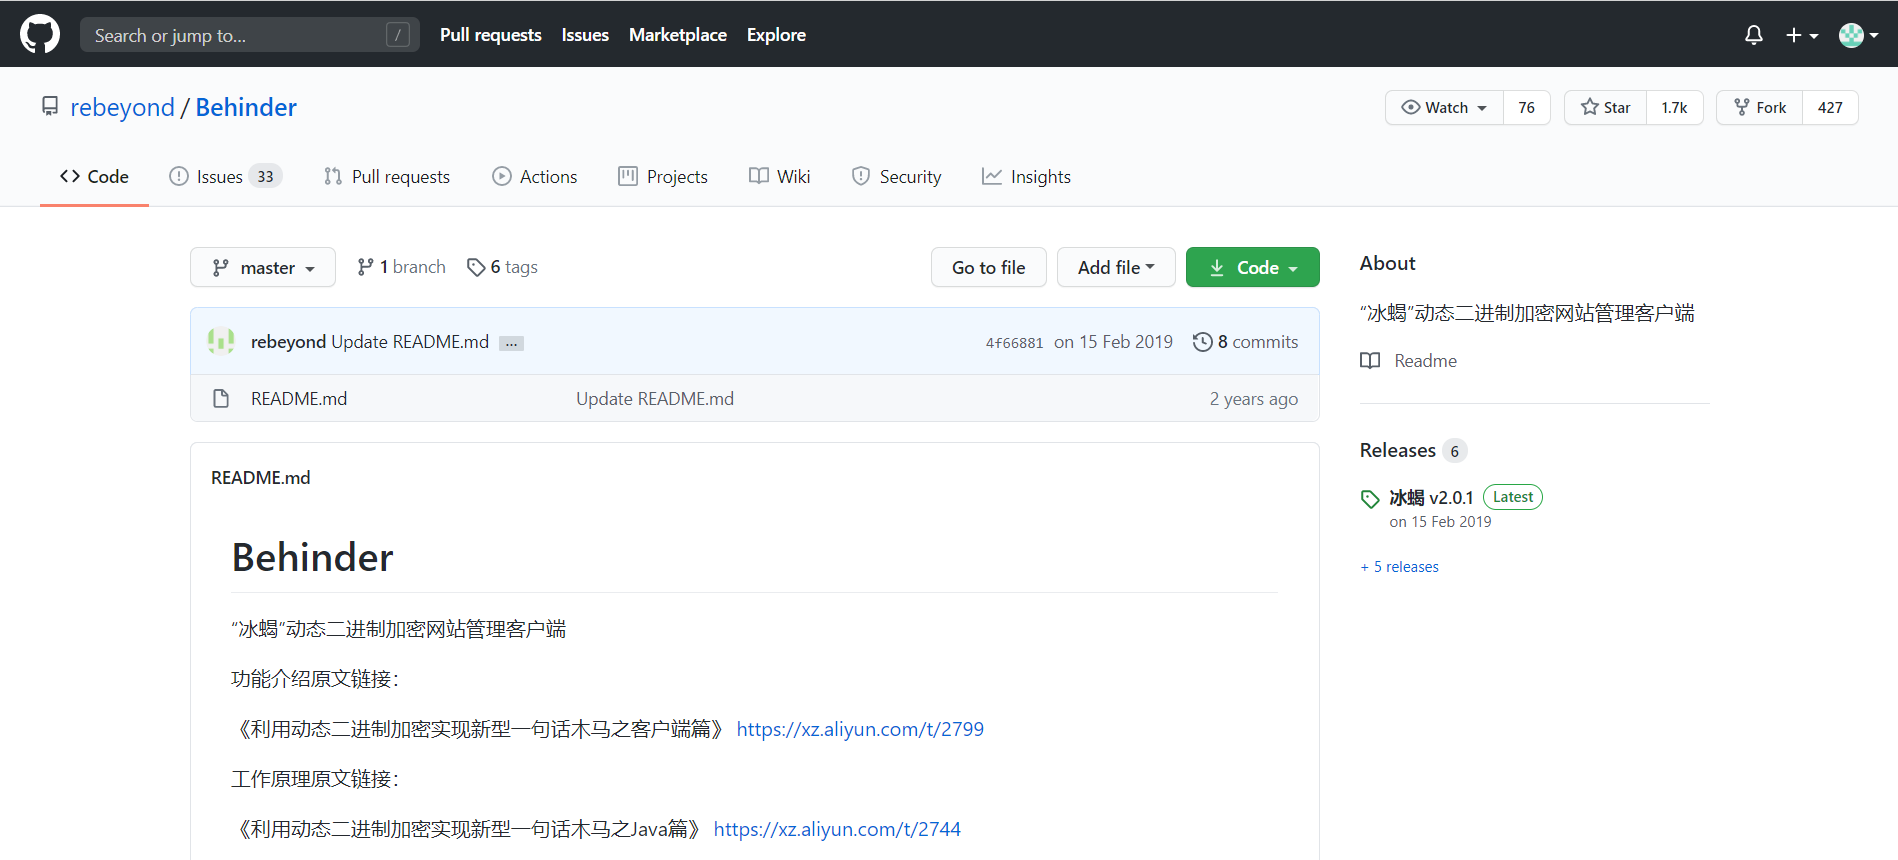 Search or jump to... /
Pull requests Issues Marketplace Explore
rebeyond / Behinder
Watch 76 Star 1.7k Fork 427
Code Issues 33 Pull requests Actions Projects Wiki Security Insights
master 1 branch 6 tags Go to file Add file Code
rebeyond Update README.md ... 4f66881 on 15 Feb 2019 8 commits
README.md Update README.md 2 years ago
README.md
Behinder
“冰蝎”动态二进制加密网站管理客户端
功能介绍原文链接：
《利用动态二进制加密实现新型一句话木马之客户端篇》 https://xz.aliyun.com/t/2799
工作原理原文链接：
《利用动态二进制加密实现新型一句话木马之Java篇》 https://xz.aliyun.com/t/2744
About
“冰蝎”动态二进制加密网站管理客户端
Readme
Releases 6
冰蝎 v2.0.1 Latest
on 15 Feb 2019
+ 5 releases